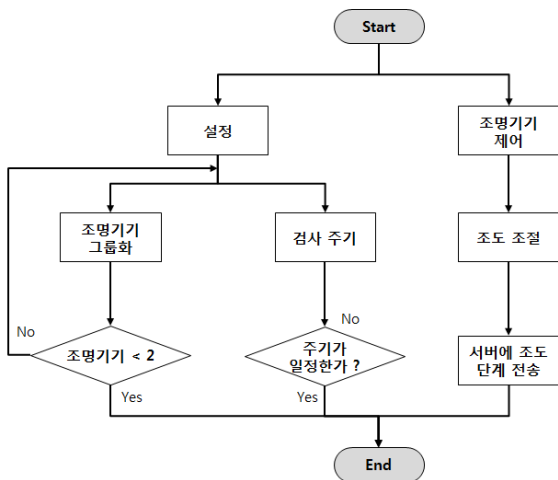 Start
설정
조명기기
제어
조명기기
그룹화
검사 주기
조도 조절
No
No
조명기기 < 2
주기가
일정한가 ?
서버에 조도
단계 전송
Yes
Yes
End